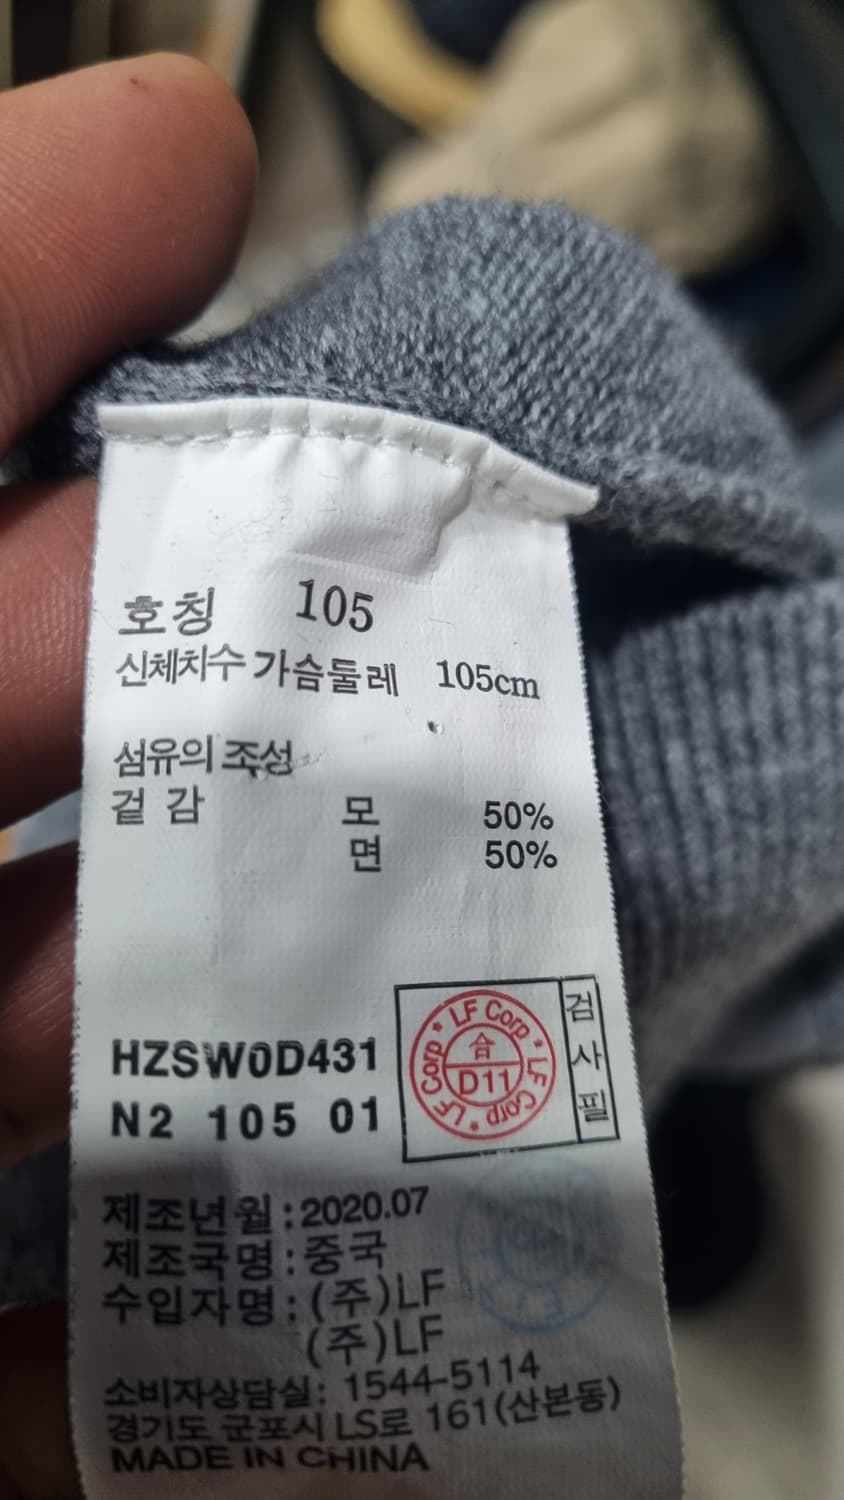 호칭 105
신체치수 가슴둘레 105cm
섬유의 조성
겉 감 모 50%
면 50%
HZSW0D431
N2 105 01
LF Corp * LF Corp * LF Corp *
合
D11
검사필
제조년월 : 2020.07
제조국명 : 중국
수입자명 : (주)LF
(주)LF
소비자상담실: 1544-5114
경기도 군포시 LS로 161(산본동)
MADE IN CHINA